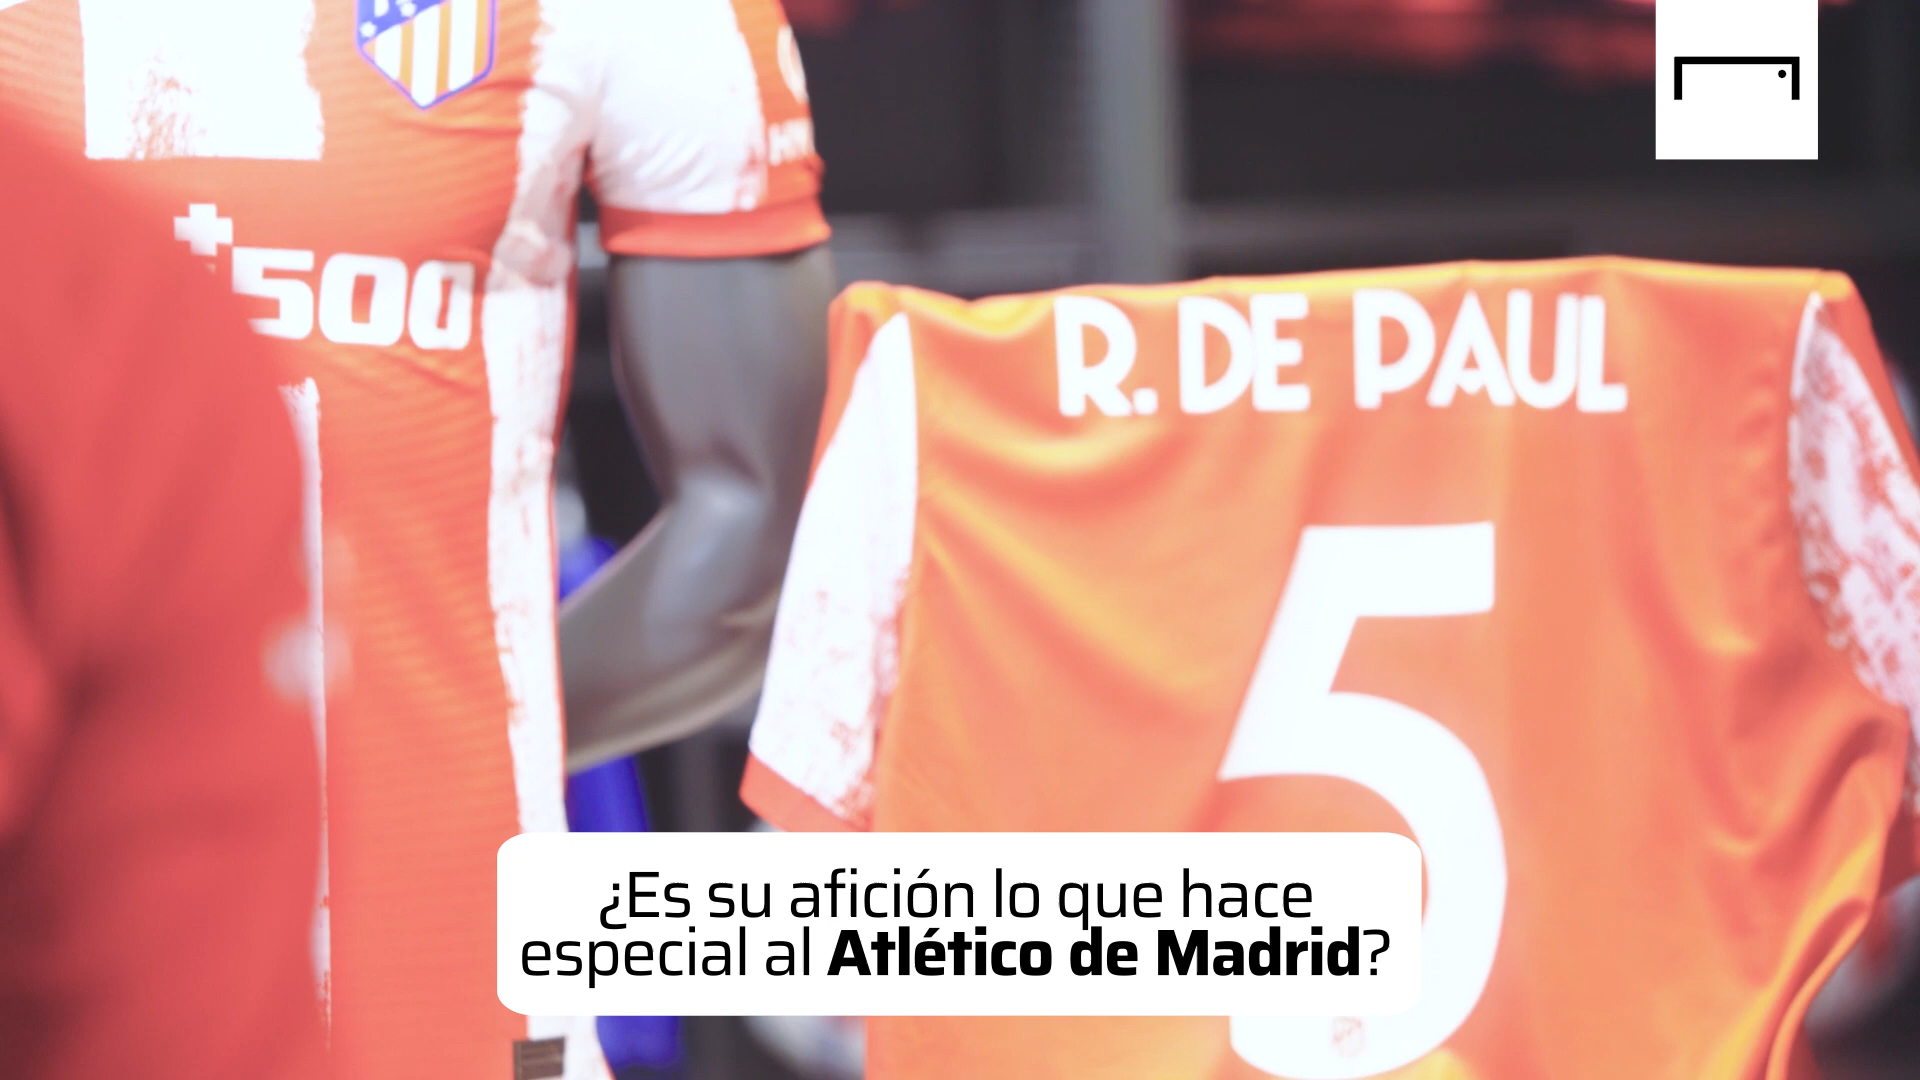 +500
R. DE PAUL
5
¿Es su afición lo que hace
especial al Atlético de Madrid?